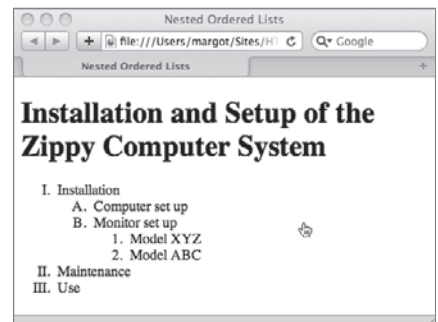 Nested Ordered Lists
file:///Users/margot/Sites/HT
Google
Nested Ordered Lists
Installation and Setup of the
Zippy Computer System
I. Installation
A. Computer set up
B. Monitor set up
1. Model XYZ
2. Model ABC
II. Maintenance
III. Use